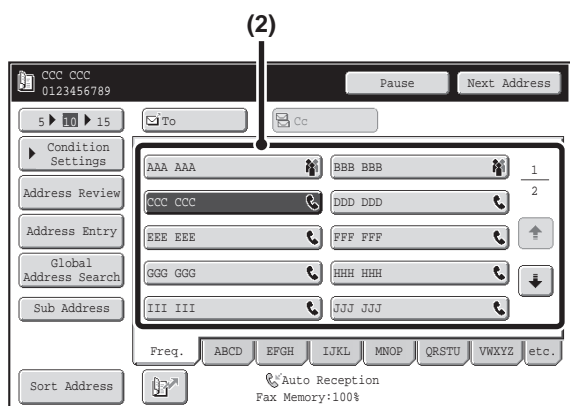 (2)
CCC CCC
0123456789
Pause
Next Address
5 10 15
To
Cc
Condition
Settings
Address Review
Address Entry
Global
Address Search
Sub Address
Sort Address
AAA AAA
BBB BBB
CCC CCC
DDD DDD
EEE EEE
FFF FFF
GGG GGG
HHH HHH
III III
JJJ JJJ
1
2
Freq.
ABCD
EFGH
IJKL
MNOP
QRSTU
VWXYZ
etc.
Auto Reception
Fax Memory:100%